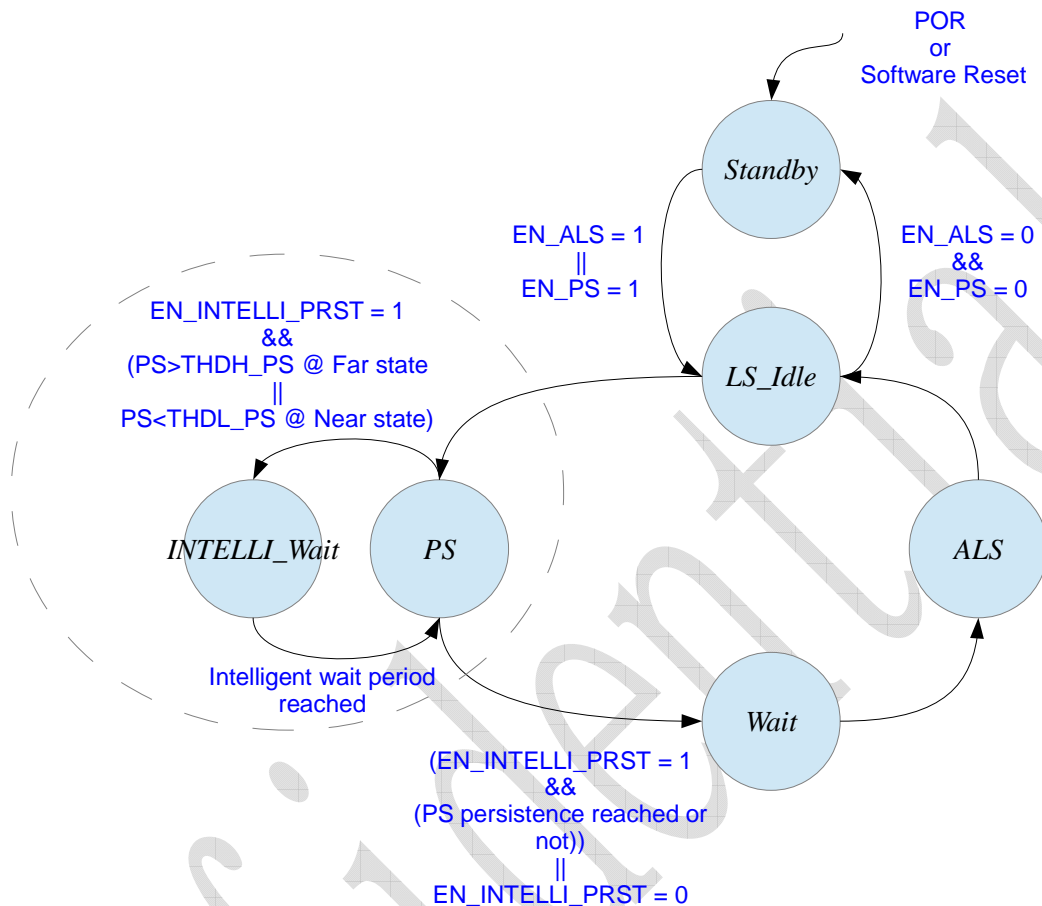 POR
or
Software Reset
Standby
EN_ALS = 1
||
EN_PS = 1
EN_ALS = 0
&&
EN_PS = 0
EN_INTELLI_PRST = 1
&&
(PS>THDH_PS @ Far state
||
PS<THDL_PS @ Near state)
LS_Idle
INTELLI_Wait
PS
ALS
Intelligent wait period
reached
Wait
(EN_INTELLI_PRST = 1
&&
(PS persistence reached or
not))
||
EN_INTELLI_PRST = 0